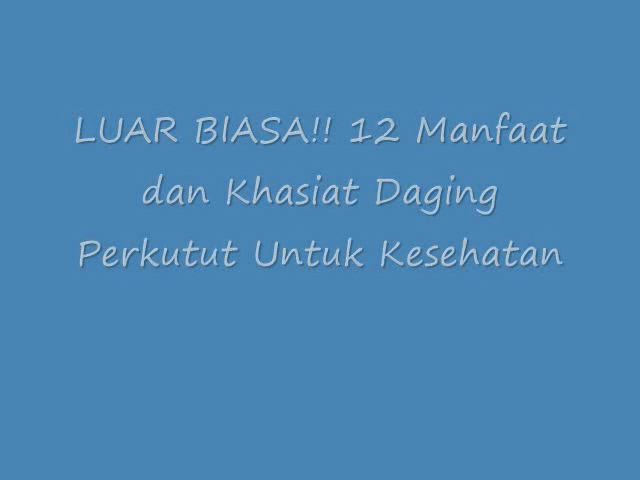 LUAR BIASA!! 12 Manfaat
dan Khasiat Daging
Perkutut Untuk Kesehatan